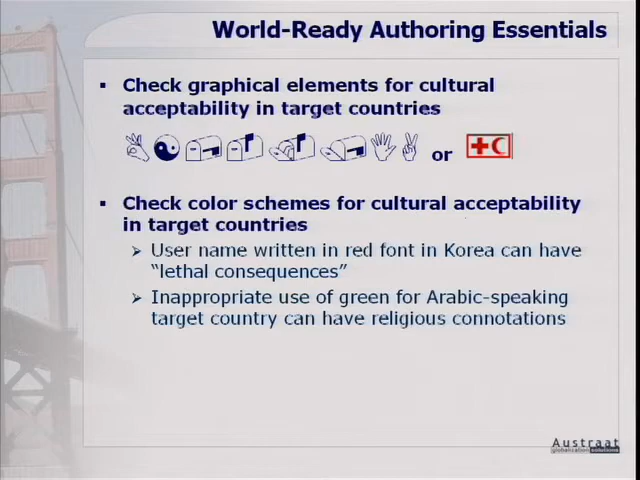 World-Ready Authoring Essentials
Check graphical elements for cultural
acceptability in target countries
or
Check color schemes for cultural acceptability
in target countries
User name written in red font in Korea can have
“lethal consequences”
Inappropriate use of green for Arabic-speaking
target country can have religious connotations
Austraat
globalization solutions